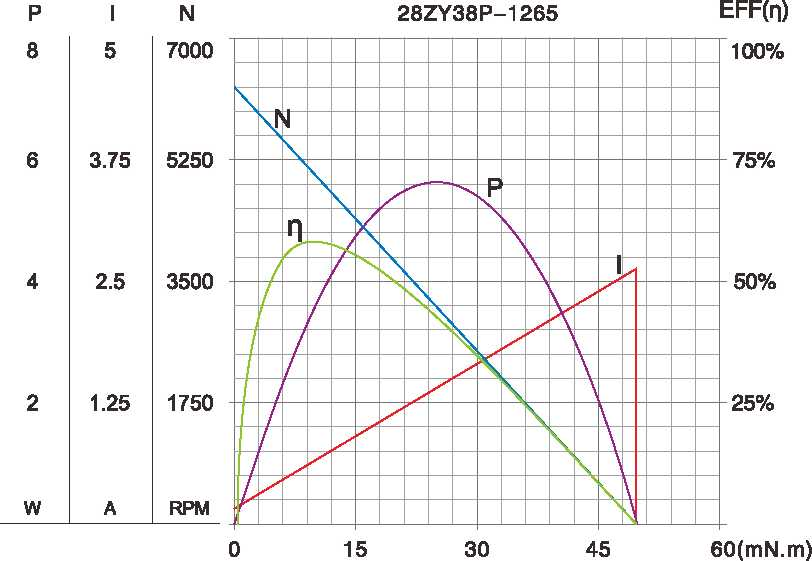 P I N 28ZY38P-1265 EFF(η)
8 5 7000 100%
N
6 3.75 5250 75%
P
η
I
4 2.5 3500 50%
2 1.25 1750 25%
W A RPM
0 15 30 45 60(mN.m)